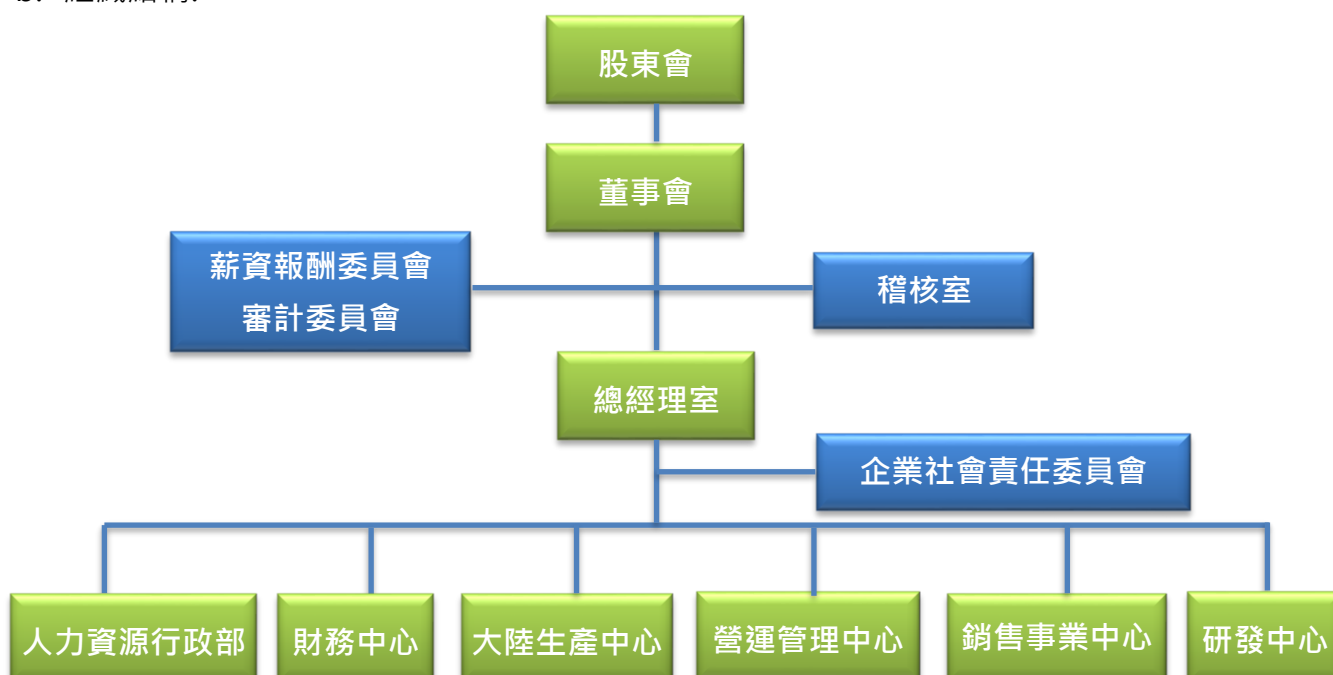 股東會
董事會
薪資報酬委員會
審計委員會
稽核室
總經理室
企業社會責任委員會
人力資源行政部
財務中心
大陸生產中心
營運管理中心
銷售事業中心
研發中心